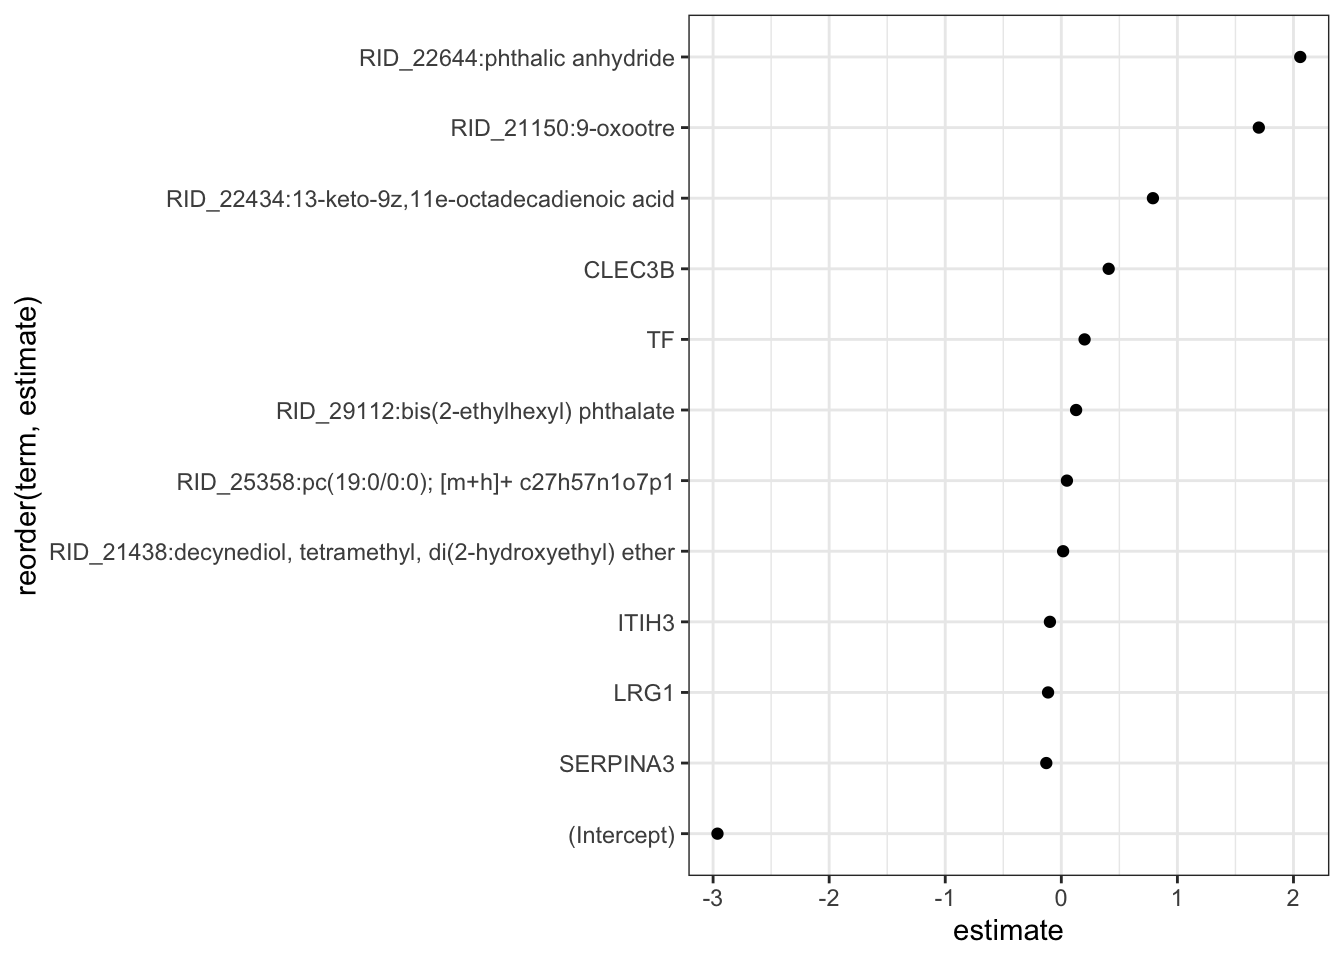 RID_22644:phthalic anhydride
RID_21150:9-oxootre
RID_22434:13-keto-9z,11e-octadecadienoic acid
CLEC3B
TF
RID_29112:bis(2-ethylhexyl) phthalate
RID_25358:pc(19:0/0:0); [m+h]+ c27h57n1o7p1
RID_21438:decynediol, tetramethyl, di(2-hydroxyethyl) ether
ITIH3
LRG1
SERPINA3
(Intercept)
reorder(term, estimate)
-3 -2 -1 0 1 2
estimate